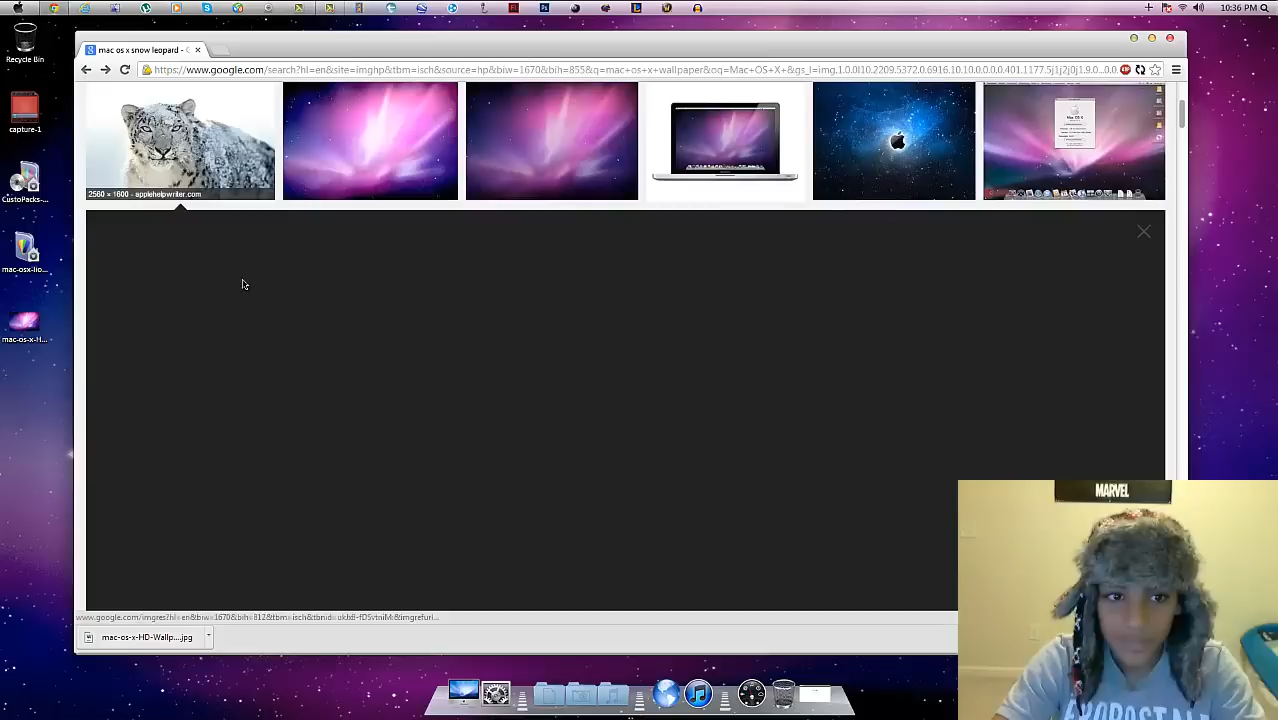 10:36 PM
mac os x snow leopard -
https://www.google.com/search?hl=en&site=imghp&tbm=isch&source=hp&biw=1670&bih=855&q=mac+os+x+wallpaper&oq=Mac+OS+X+&gs_l=img.1.0.0l10.2209.5372.0.6916.10.10.0.0.0.0.401.1177.5j1j2j0j1.9.0....0...
Recycle Bin
capture-1
CustoPacks-...
mac-osx-lio...
mac-os-x-H...
2560 × 1600 - applehelpwriter.com
Mac OS X
MARVEL
mac-os-x-HD-Wallp....jpg